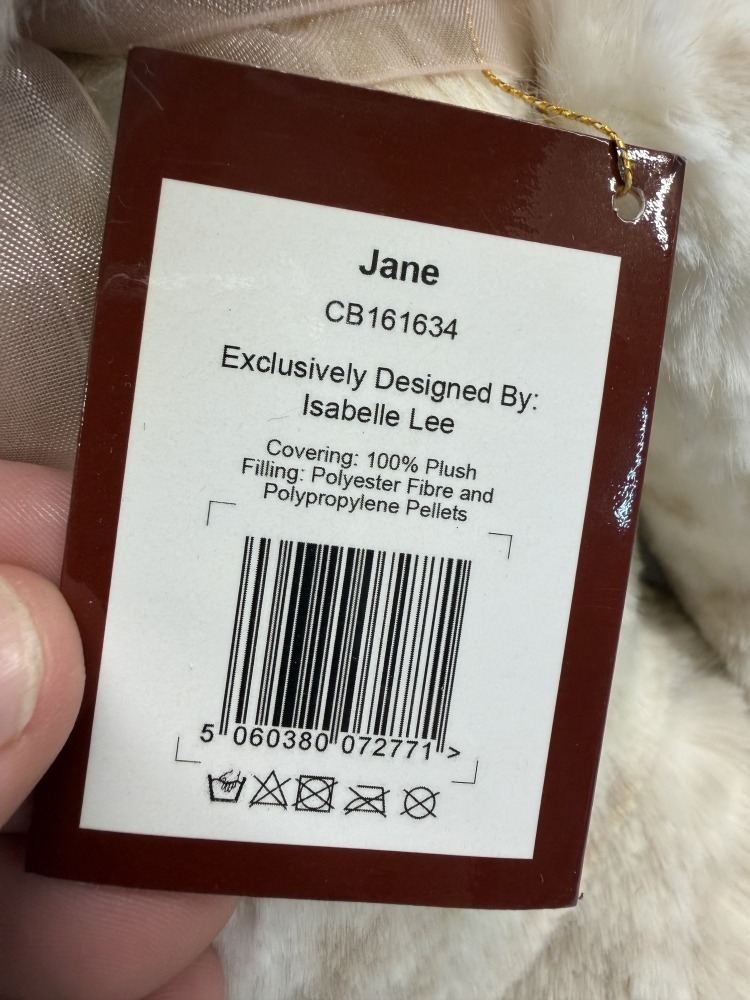 Jane
CB161634
Exclusively Designed By:
Isabelle Lee
Covering: 100% Plush
Filling: Polyester Fibre and
Polypropylene Pellets
5 060380 072771 >